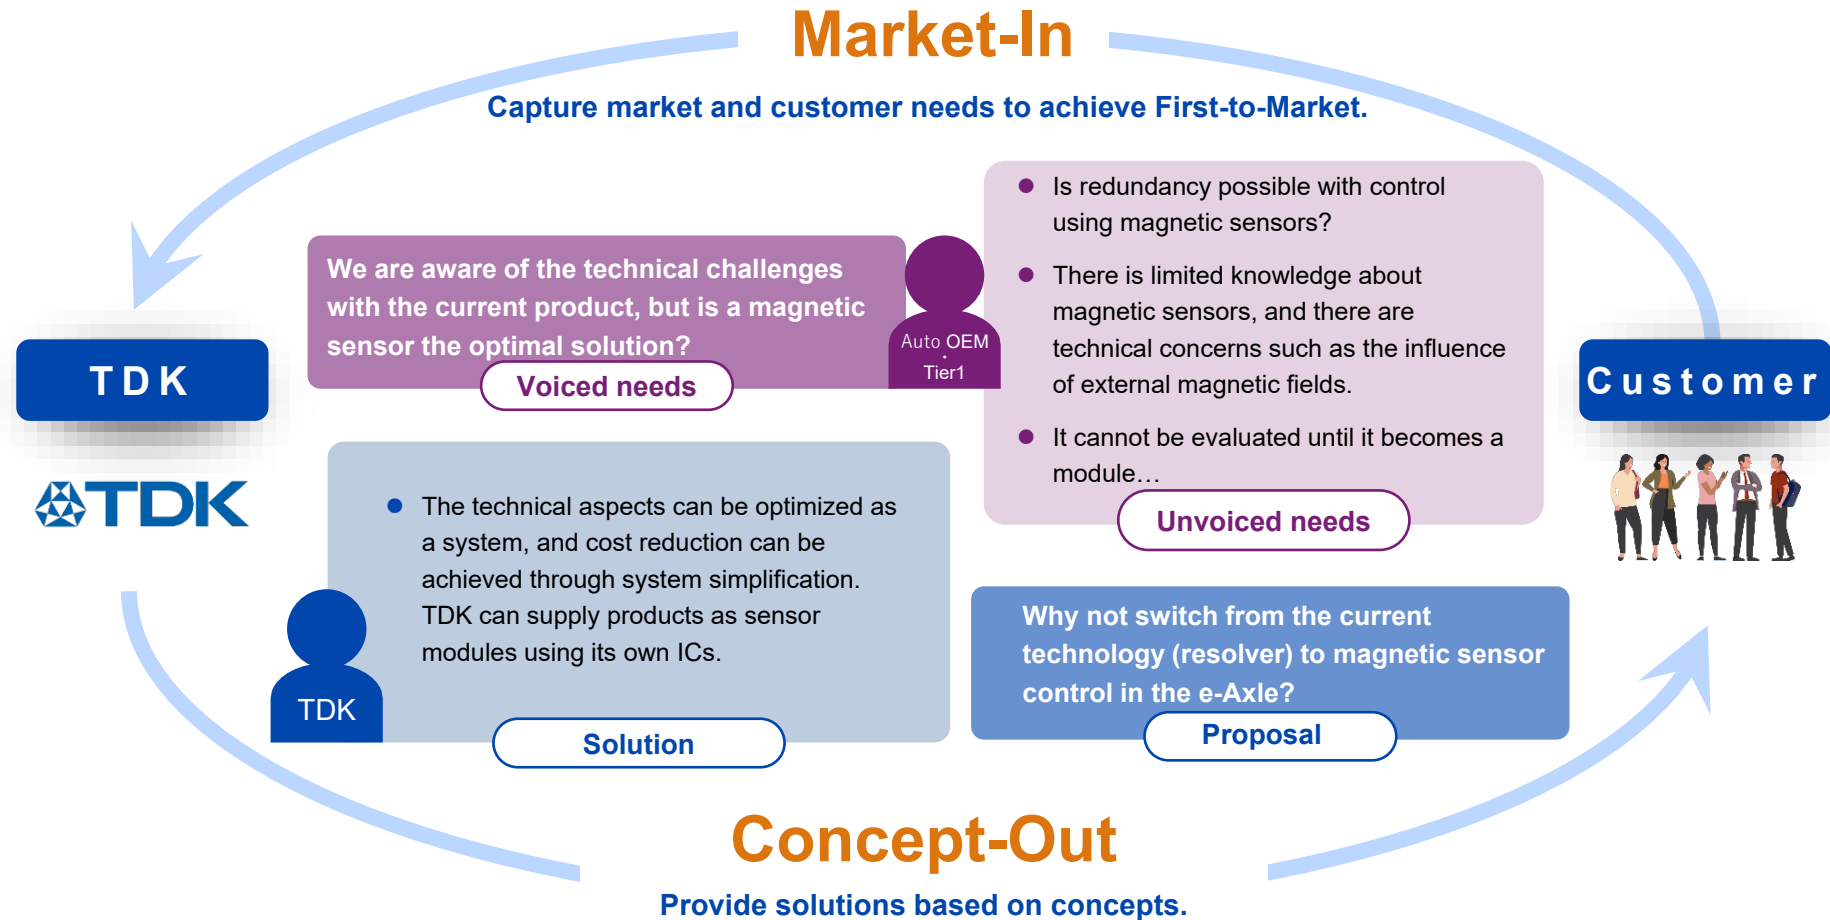 Market-In
Capture market and customer needs to achieve First-to-Market.
We are aware of the technical challenges
with the current product, but is a magnetic
sensor the optimal solution?
Voiced needs
Auto OEM
・
Tier1
● Is redundancy possible with control
using magnetic sensors?
● There is limited knowledge about
magnetic sensors, and there are
technical concerns such as the influence
of external magnetic fields.
● It cannot be evaluated until it becomes a
module…
Unvoiced needs
TDK
TDK
Customer
● The technical aspects can be optimized as
a system, and cost reduction can be
achieved through system simplification.
TDK can supply products as sensor
modules using its own ICs.
TDK
Solution
Why not switch from the current
technology (resolver) to magnetic sensor
control in the e-Axle?
Proposal
Concept-Out
Provide solutions based on concepts.